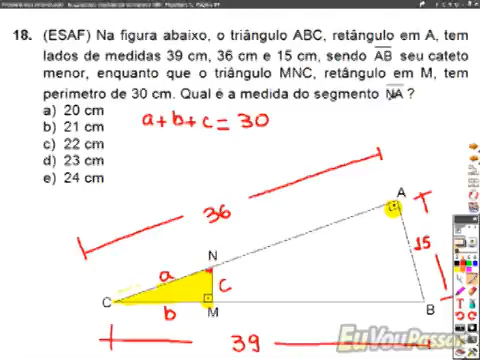 18. (ESAF) Na figura abaixo, o triângulo ABC, retângulo em A, tem
lados de medidas 39 cm, 36 cm e 15 cm, sendo AB seu cateto
menor, enquanto que o triângulo MNC, retângulo em M, tem
perímetro de 30 cm. Qual é a medida do segmento NA ?
a) 20 cm
b) 21 cm
c) 22 cm
d) 23 cm
e) 24 cm
a+b+c = 30
36
A
15
N
a
c
C
b
M
B
39
EuVouPassar